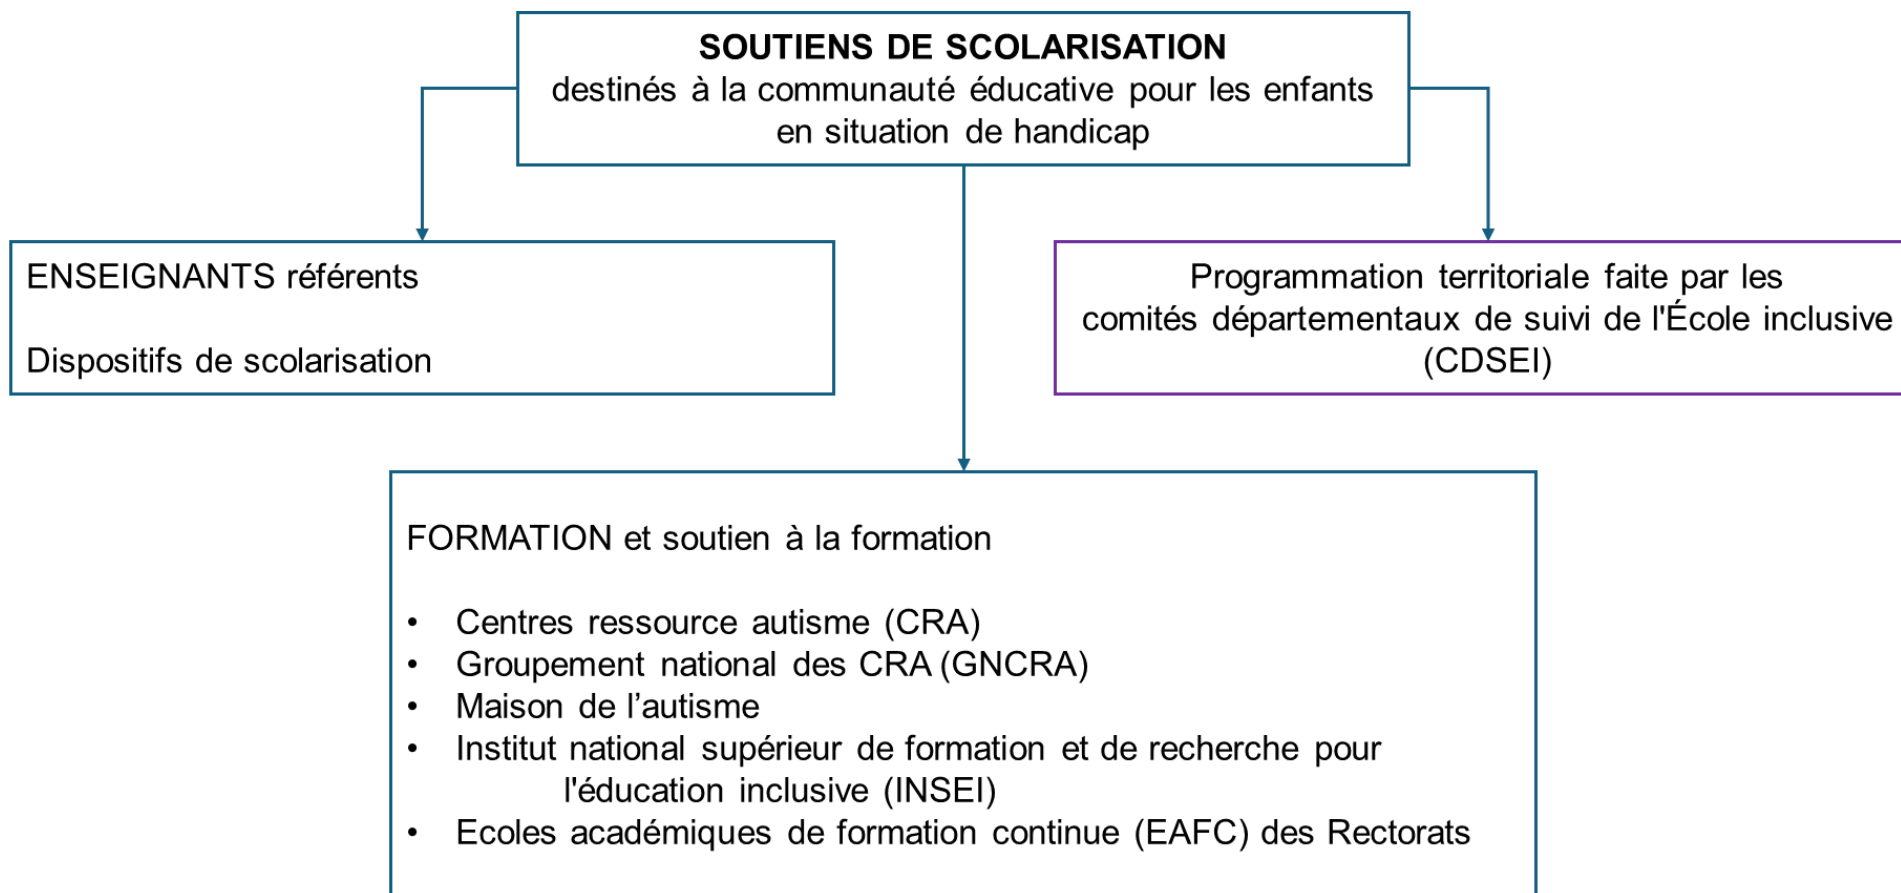 SOUTIENS DE SCOLARISATION
destinés à la communauté éducative pour les enfants
en situation de handicap
ENSEIGNANTS référents
Dispositifs de scolarisation
Programmation territoriale faite par les
comités départementaux de suivi de l'École inclusive
(CDSEI)
FORMATION et soutien à la formation
• Centres ressource autisme (CRA)
• Groupement national des CRA (GNCRA)
• Maison de l’autisme
• Institut national supérieur de formation et de recherche pour
l'éducation inclusive (INSEI)
• Ecoles académiques de formation continue (EAFC) des Rectorats